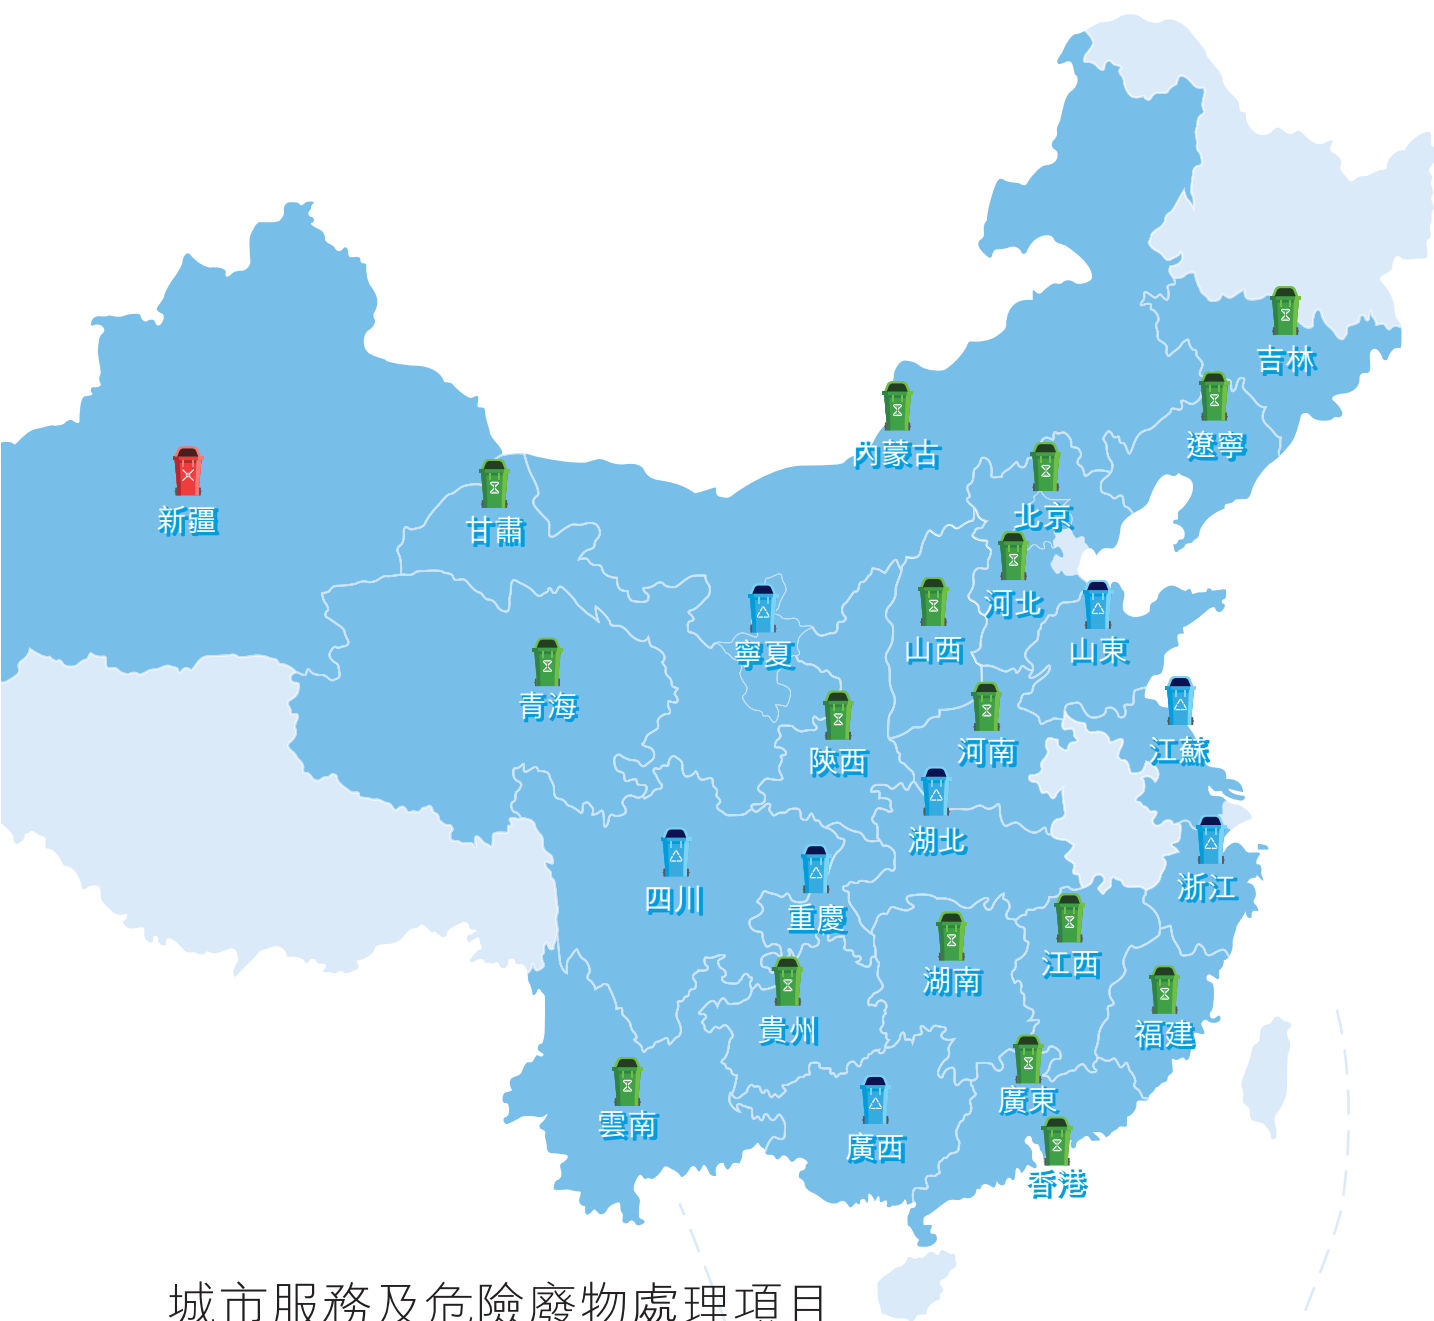 吉林
遼寧
內蒙古
新疆
甘肅
北京
河北
山西
寧夏
山東
青海
陝西
河南
江蘇
湖北
四川
重慶
浙江
湖南
江西
貴州
福建
雲南
廣東
廣西
香港
城市服務及危險廢物處理項目